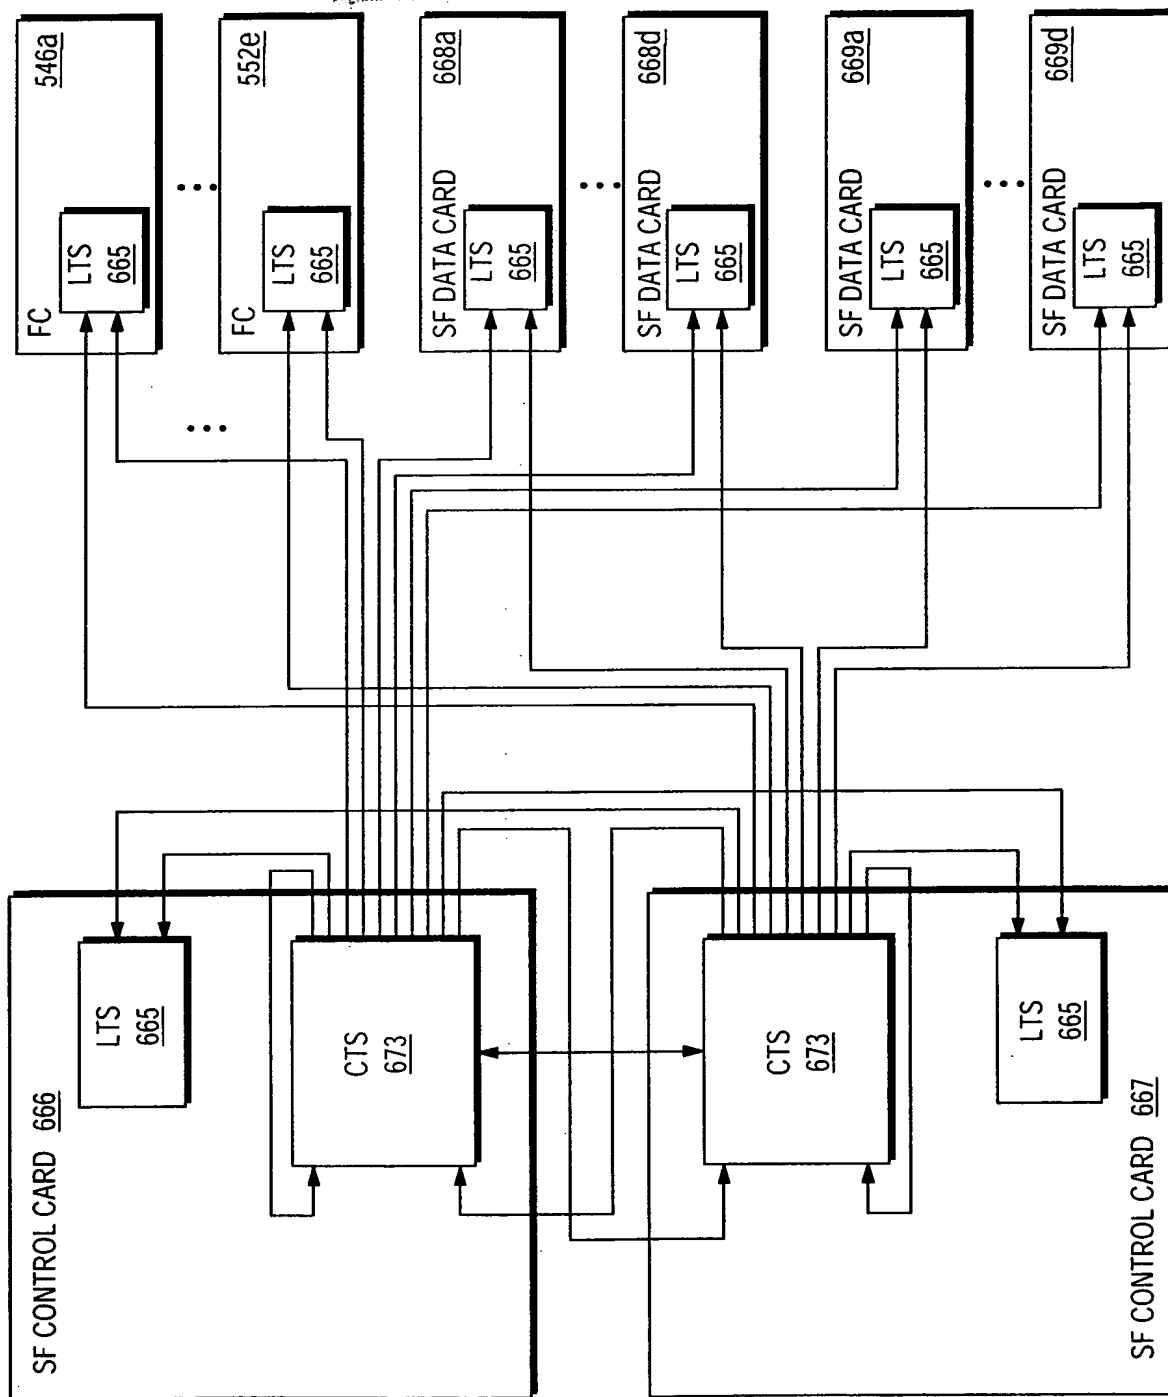 SF CONTROL CARD 666
LTS
665
CTS
673
SF CONTROL CARD 667
CTS
673
LTS
665
FC
546a
LTS
665
...
FC
552e
LTS
665
...
SF DATA CARD
668a
LTS
665
...
SF DATA CARD
668d
LTS
665
SF DATA CARD
669a
LTS
665
...
SF DATA CARD
669d
LTS
665